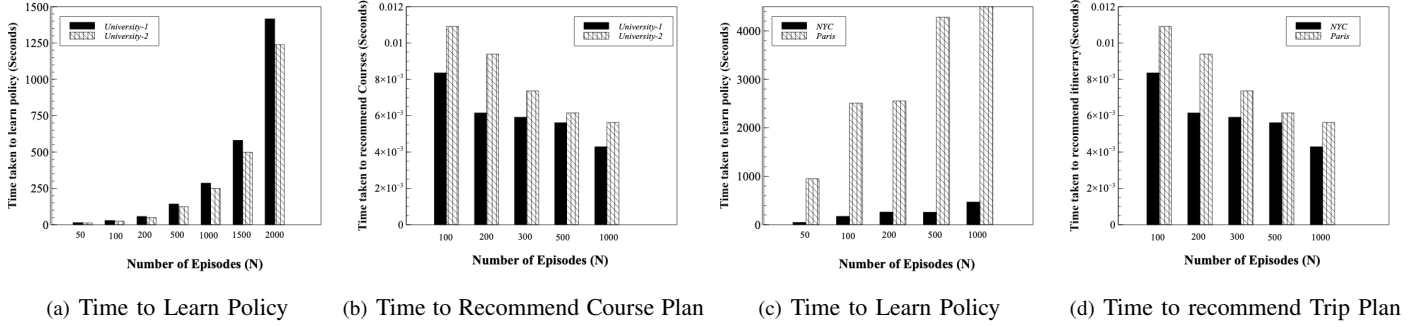 Time taken to learn policy (Seconds)
1500
1250
1000
750
500
250
0
University-1
University-2
50 100 200 500 1000 1500 2000
Number of Episodes (N)
(a) Time to Learn Policy
Time taken to recommend Courses (Seconds)
0.012
0.01
8×10⁻³
6×10⁻³
4×10⁻³
2×10⁻³
0
University-1
University-2
100 200 300 500 1000
Number of Episodes (N)
(b) Time to Recommend Course Plan
Time taken to learn policy (Seconds)
4000
3000
2000
1000
0
NYC
Paris
50 100 200 500 1000
Number of Episodes (N)
(c) Time to Learn Policy
Time taken to recommend itinerary(Seconds)
0.012
0.01
8×10⁻³
6×10⁻³
4×10⁻³
2×10⁻³
0
NYC
Paris
100 200 300 500 1000
Number of Episodes (N)
(d) Time to recommend Trip Plan